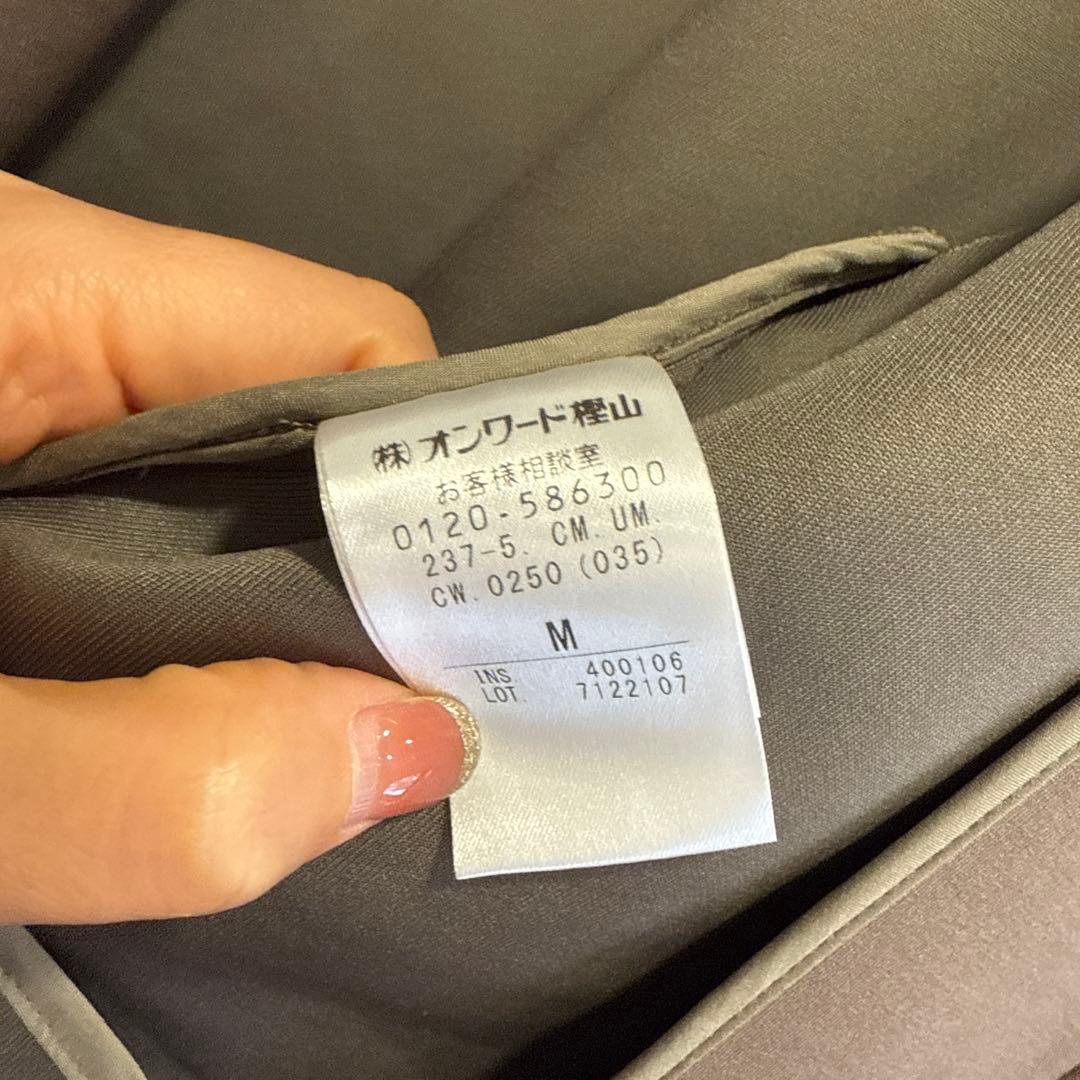 ㈱オンワード樫山
お客様相談室
0120-586300
237-5. CM. UM.
CW. 0250 (035)
M
INS. 400106
LOT. 7122107